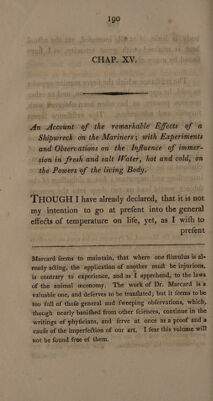 190
CHAP. XV.
An Account of the remarkable Effects of a
Shipwreck on the Mariners; with Experiments
and Observations on the Influence of immer-
sion in fresh and salt Water, hot and cold, on
the Powers of the living Body.
THOUGH I have already declared, that it is not
my intention to go at preſent into the general
effects of temperature on life, yet, as I wiſh to
preſent
Marcard ſeems to maintain, that where one ſtimulus is al-
ready acting, the application of another muſt be injurious,
is contrary to experience, and as I apprehend, to the laws
of the animal œconomy. The work of Dr. Marcard is a
valuable one, and deſerves to be tranſlated; but it ſeems to be
too full of thoſe general and ſweeping obſervations, which,
though nearly baniſhed from other ſciences, continue in the
writings of phyſicians, and ſerve at once as a proof and a
cauſe of the imperfection of our art. I fear this volume will
not be found free of them.